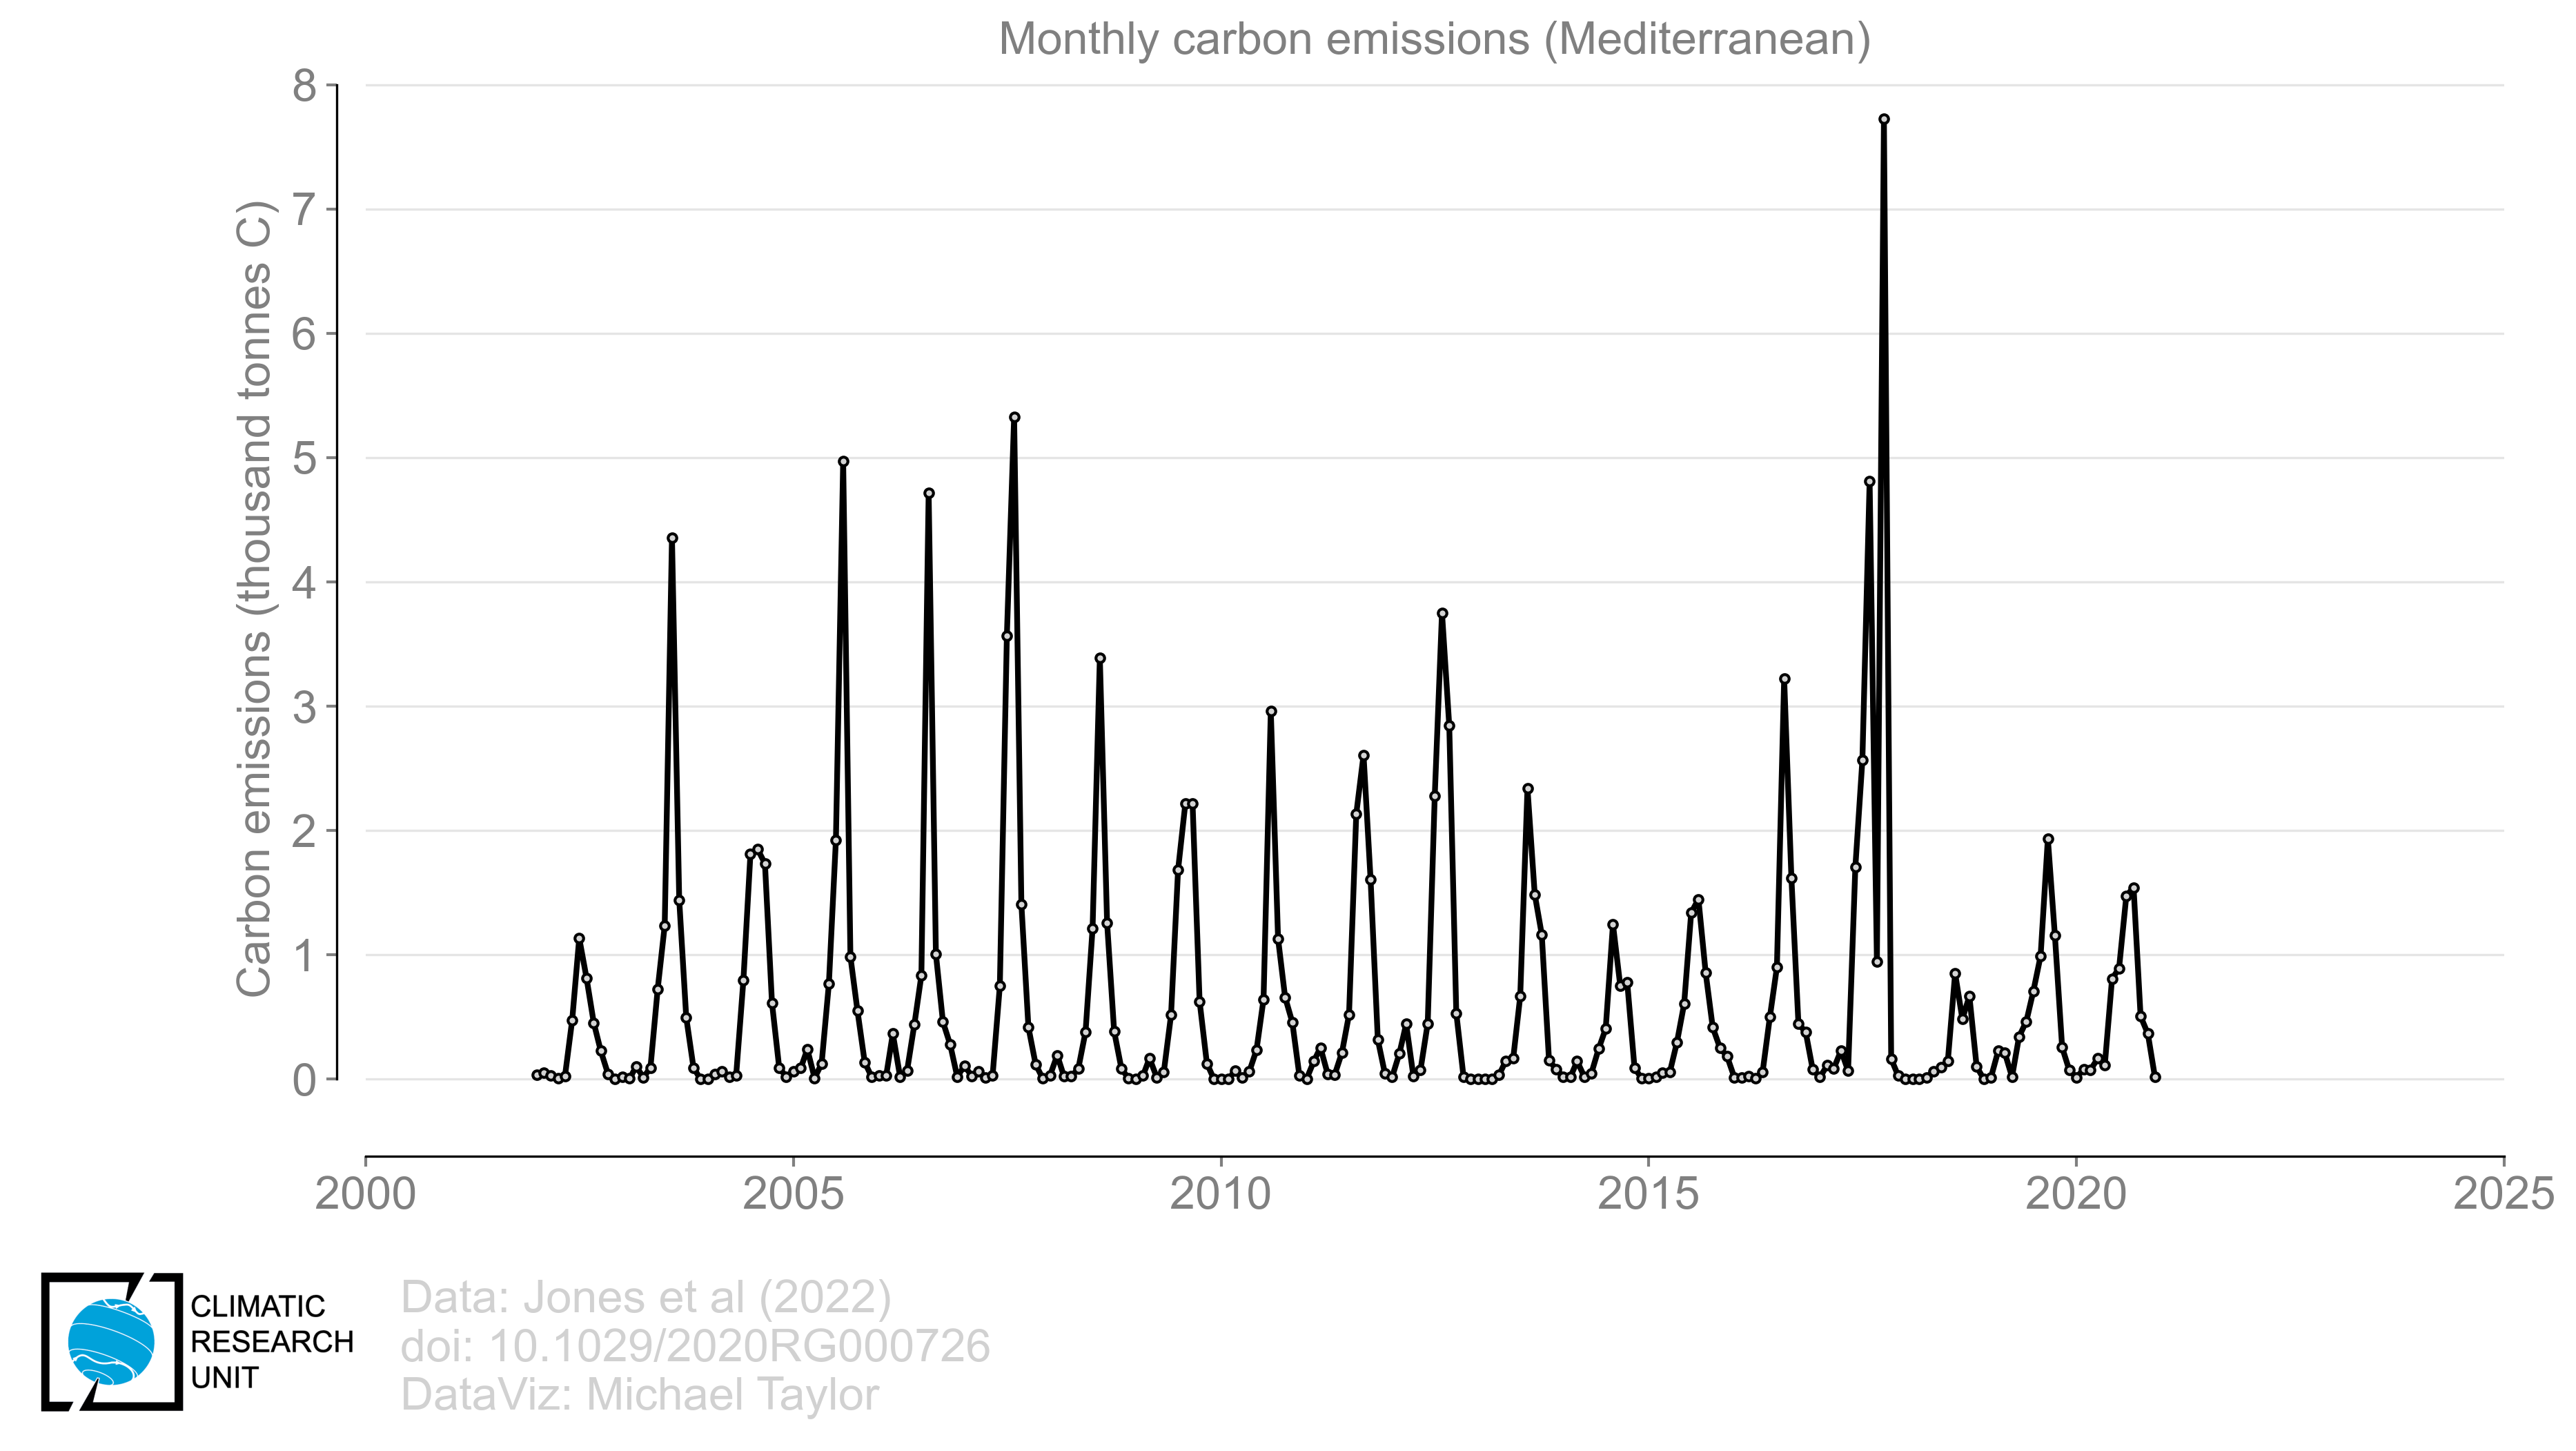 Monthly carbon emissions (Mediterranean)
Carbon emissions (thousand tonnes C)
8
7
6
5
4
3
2
1
0
2000 2005 2010 2015 2020 2025
CLIMATIC
RESEARCH
UNIT
Data: Jones et al (2022)
doi: 10.1029/2020RG000726
DataViz: Michael Taylor